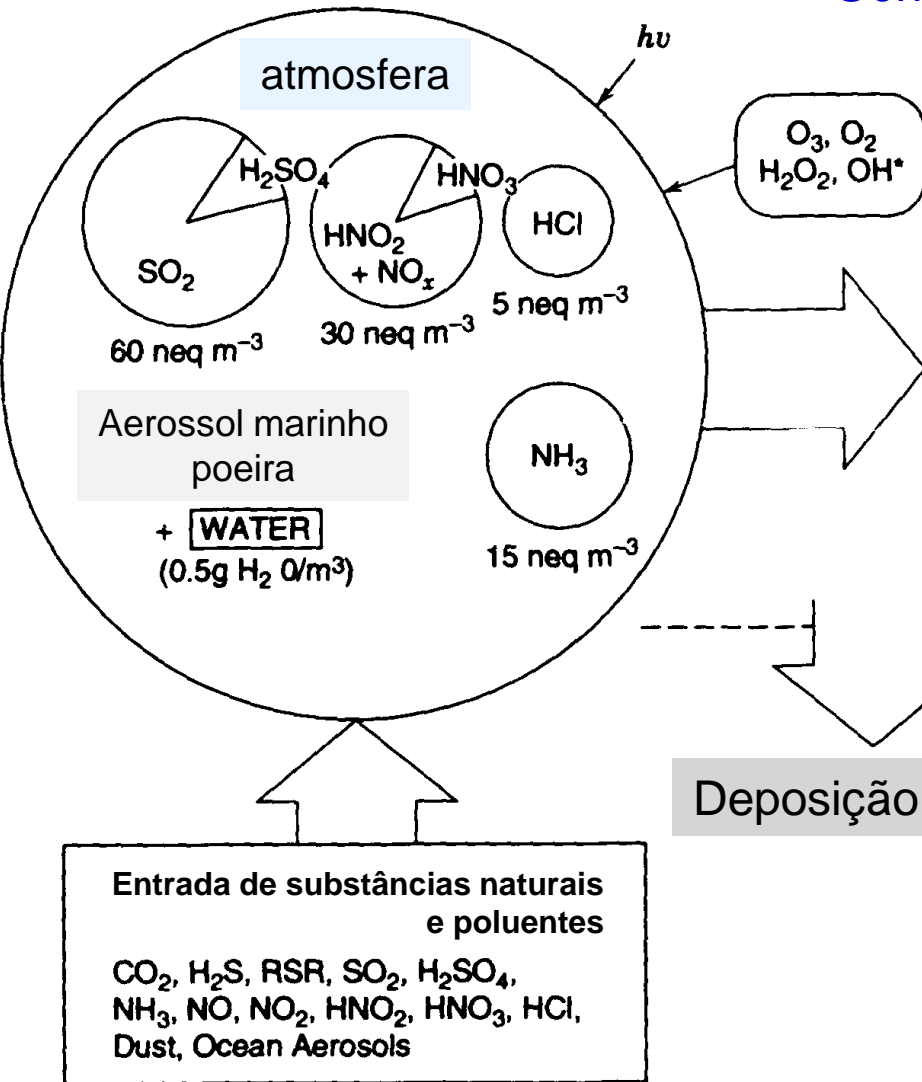 hν
atmosfera
O₃, O₂
H₂O₂, OH•
H₂SO₄
HNO₃
HCl
HNO₂
+ NOₓ
SO₂
5 neq m⁻³
30 neq m⁻³
60 neq m⁻³
Aerossol marinho
poeira
NH₃
+ WATER
(0.5g H₂ 0/m³)
15 neq m⁻³
Deposição
Entrada de substâncias naturais
e poluentes
CO₂, H₂S, RSR, SO₂, H₂SO₄,
NH₃, NO, NO₂, HNO₂, HNO₃, HCl,
Dust, Ocean Aerosols